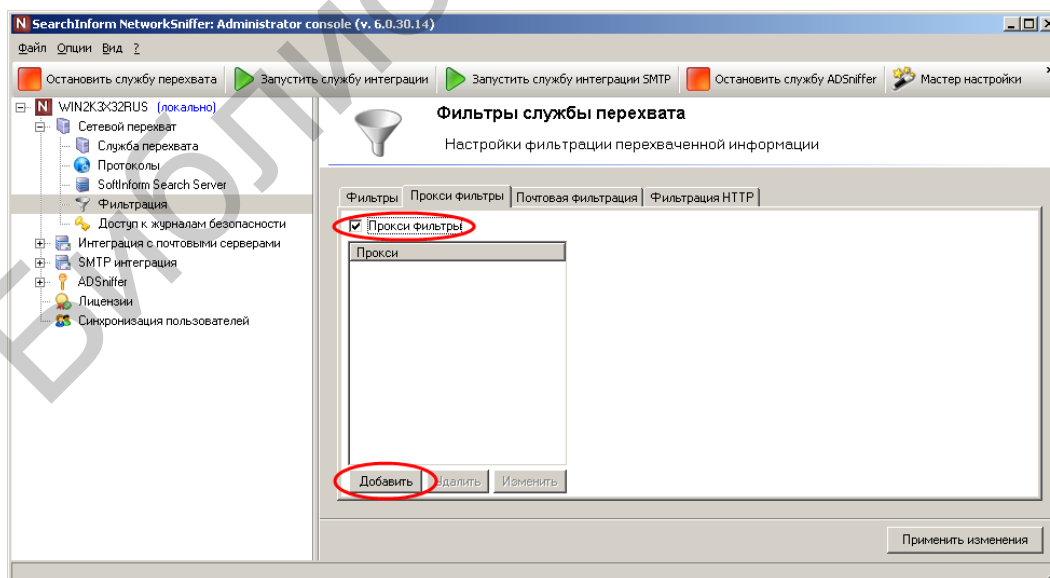 SearchInform NetworkSniffer: Administrator console (v. 6.0.30.14)
Файл Опции Вид ?
Остановить службу перехвата Запустить службу интеграции Запустить службу интеграции SMTP Остановить службу ADSniffer Мастер настройки
WIN2K3X32RUS (локально)
Сетевой перехват
Служба перехвата
Протоколы
SoftInform Search Server
Фильтрация
Доступ к журналам безопасности
Интеграция с почтовыми серверами
SMTP интеграция
ADSniffer
Лицензии
Синхронизация пользователей
Фильтры службы перехвата
Настройки фильтрации перехваченной информации
Фильтры Прокси фильтры Почтовая фильтрация Фильтрация HTTP
Прокси фильтры
Прокси
Добавить Удалить Изменить
Применить изменения